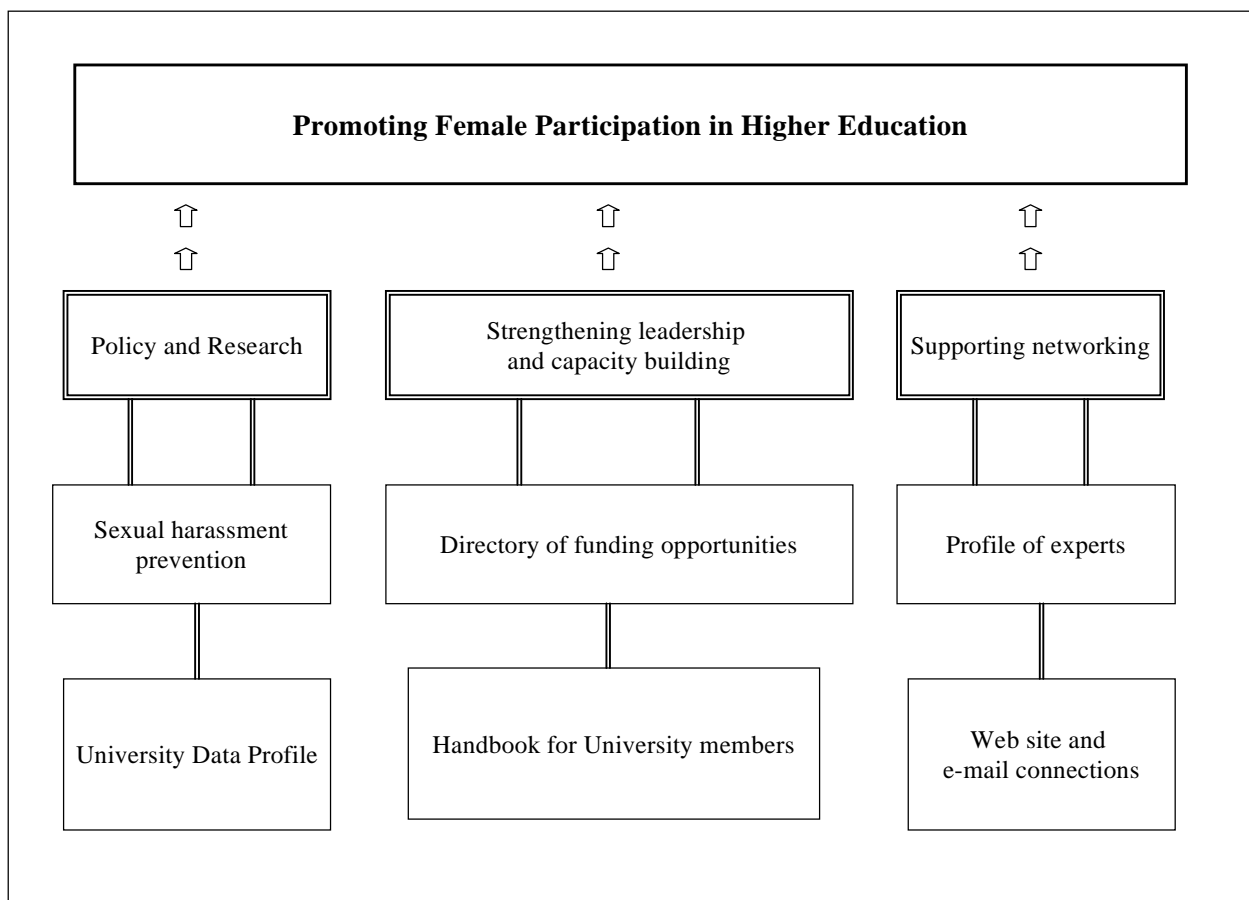 Promoting Female Participation in Higher Education
Policy and Research
Strengthening leadership
and capacity building
Supporting networking
Sexual harassment
prevention
Directory of funding opportunities
Profile of experts
University Data Profile
Handbook for University members
Web site and
e-mail connections